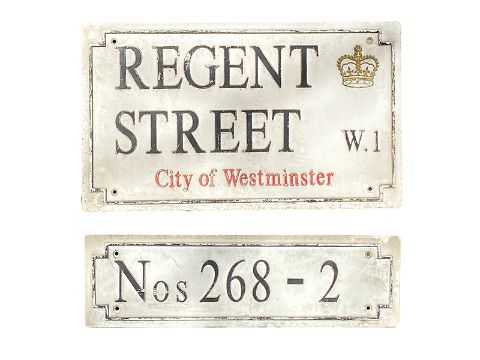 REGENT
STREET W.1
City of Westminster
Nos 268 - 2